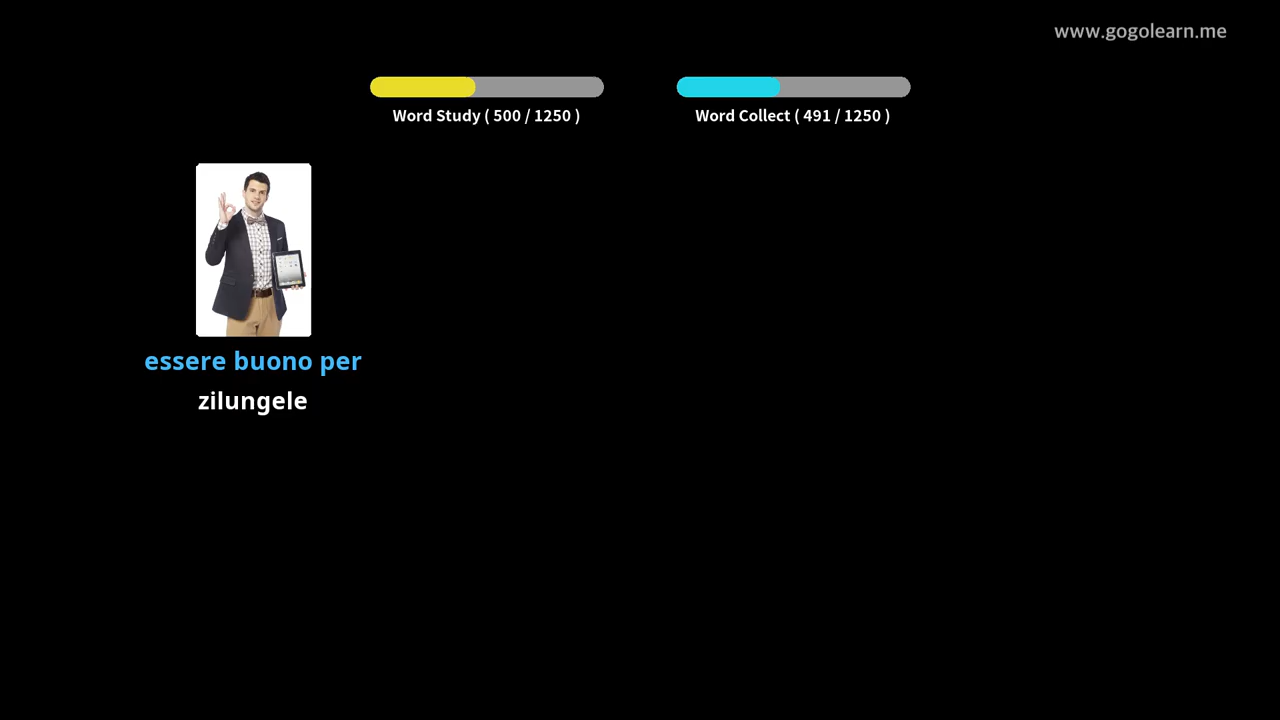 www.gogolearn.me
Word Study ( 500 / 1250 )
Word Collect ( 491 / 1250 )
essere buono per
zilungele